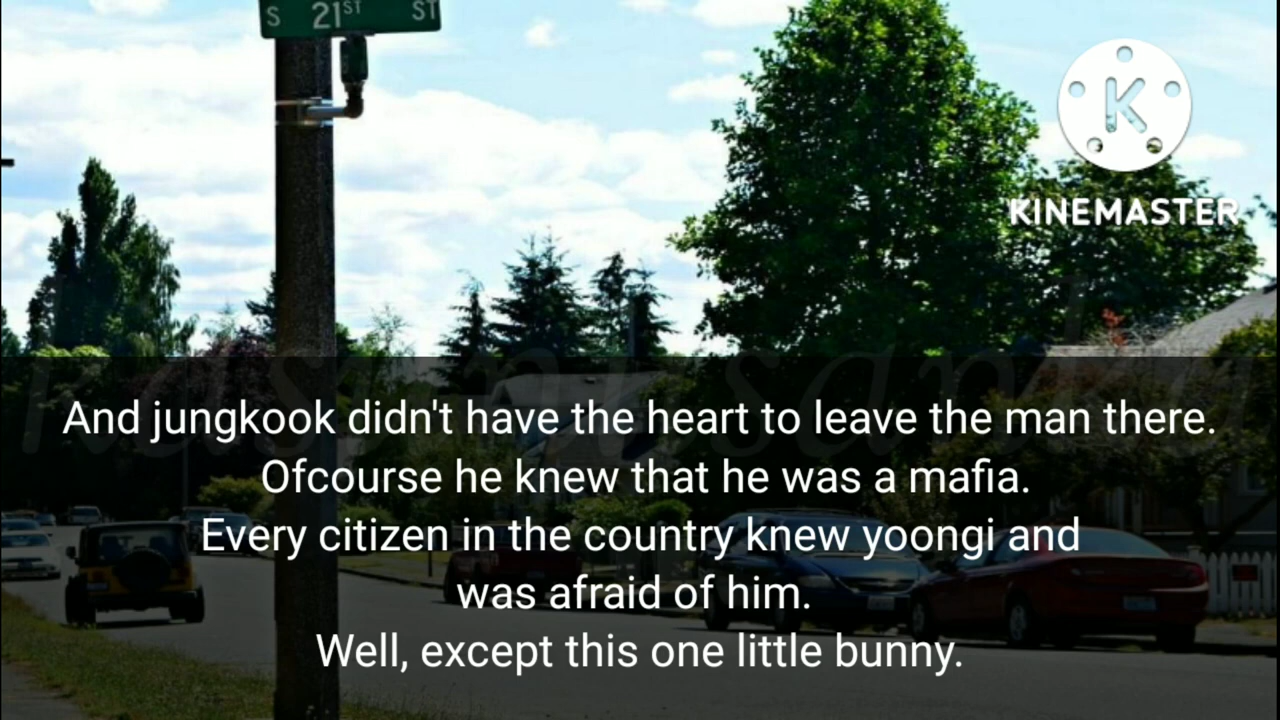 S 21ST ST
KINEMASTER
And jungkook didn't have the heart to leave the man there.
Ofcourse he knew that he was a mafia.
Every citizen in the country knew yoongi and
was afraid of him.
Well, except this one little bunny.